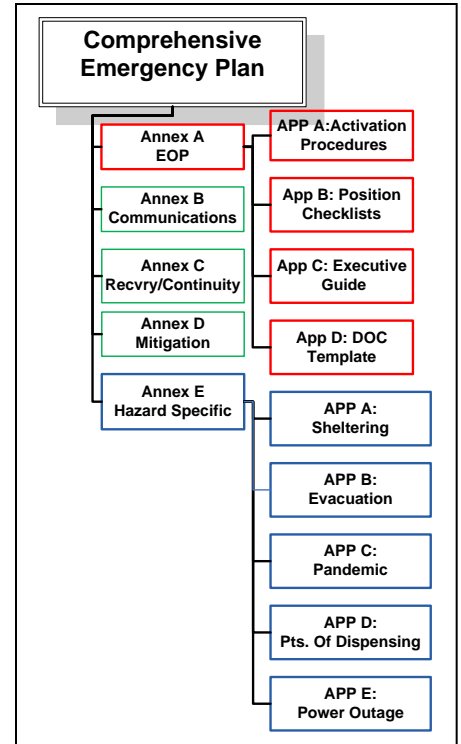 Comprehensive
Emergency Plan
Annex A
EOP
APP A:Activation
Procedures
App B: Position
Checklists
App C: Executive
Guide
App D: DOC
Template
Annex B
Communications
Annex C
Recvry/Continuity
Annex D
Mitigation
Annex E
Hazard Specific
APP A:
Sheltering
APP B:
Evacuation
APP C:
Pandemic
APP D:
Pts. Of Dispensing
APP E:
Power Outage